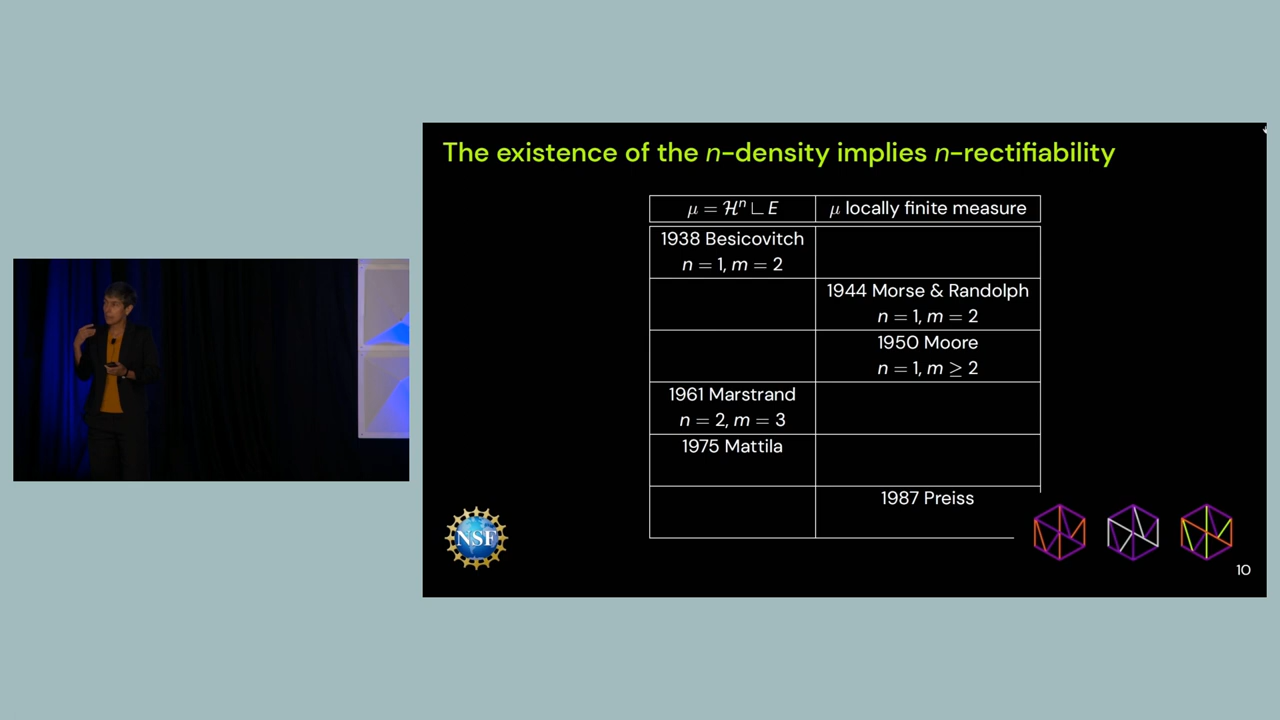 The existence of the n-density implies n-rectifiability
μ = ℋⁿ ∟ E
μ locally finite measure
1938 Besicovitch
n = 1, m = 2
1944 Morse & Randolph
n = 1, m = 2
1950 Moore
n = 1, m ≥ 2
1961 Marstrand
n = 2, m = 3
1975 Mattila
1987 Preiss
NSF
10